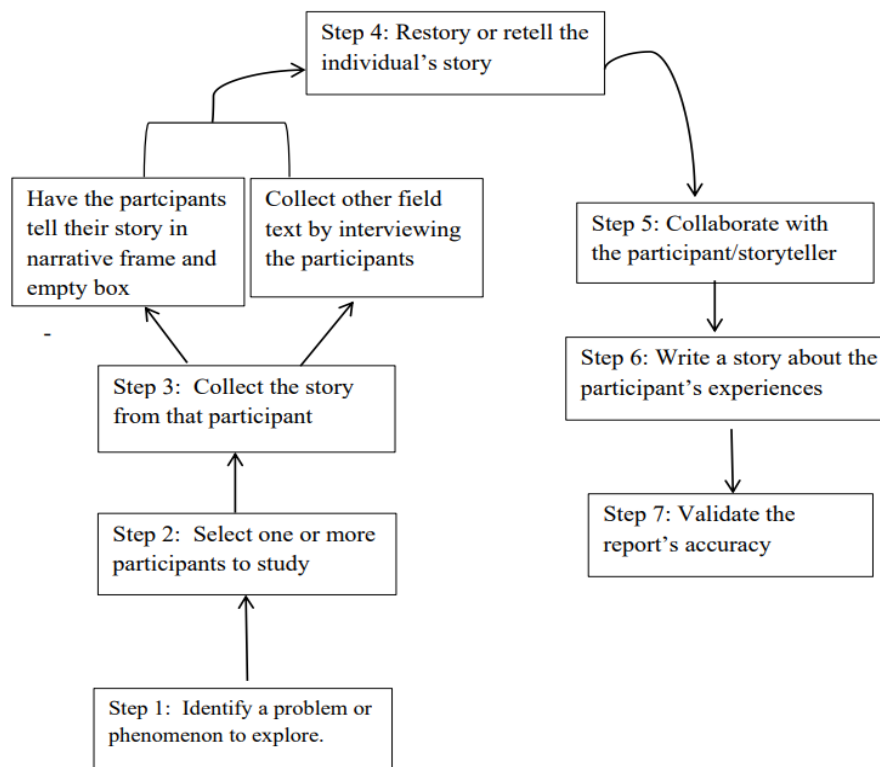 Step 4: Restory or retell the
individual’s story
Have the partcipants
tell their story in
narrative frame and
empty box
Collect other field
text by interviewing
the participants
Step 5: Collaborate with
the participant/storyteller
-
Step 6: Write a story about the
participant’s experiences
Step 3: Collect the story
from that participant
Step 7: Validate the
report’s accuracy
Step 2: Select one or more
participants to study
Step 1: Identify a problem or
phenomenon to explore.